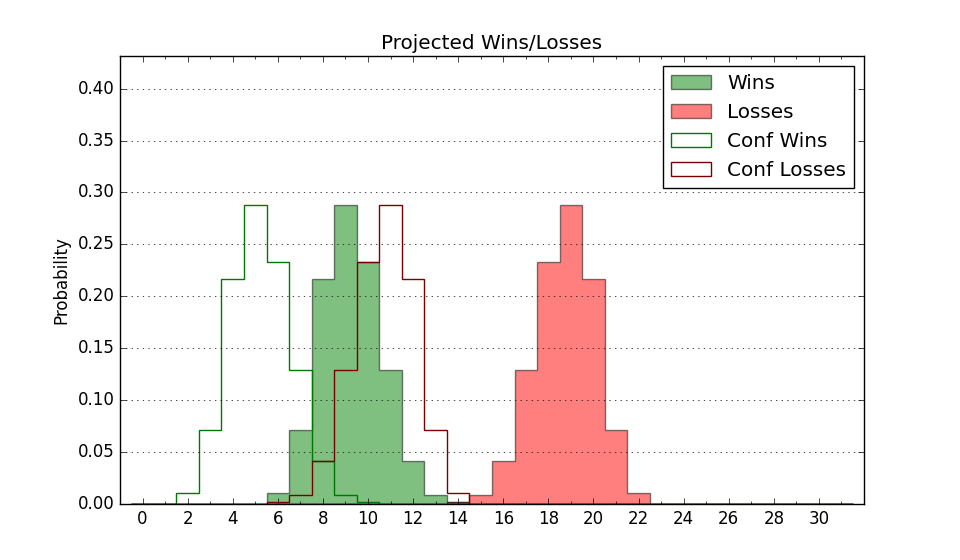 Projected Wins/Losses
Wins
Losses
Conf Wins
Conf Losses
Probability
0.40
0.35
0.30
0.25
0.20
0.15
0.10
0.05
0.00
0 2 4 6 8 10 12 14 16 18 20 22 24 26 28 30